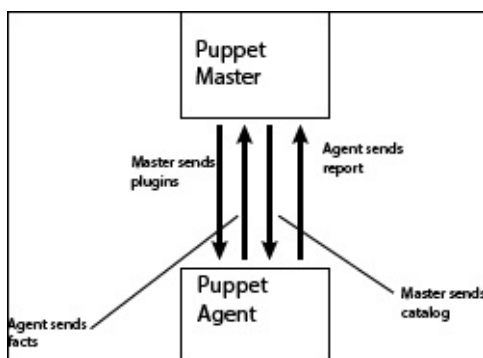 Puppet
Master
Master sends
plugins
Agent sends
report
Puppet
Agent
Agent sends
facts
Master sends
catalog